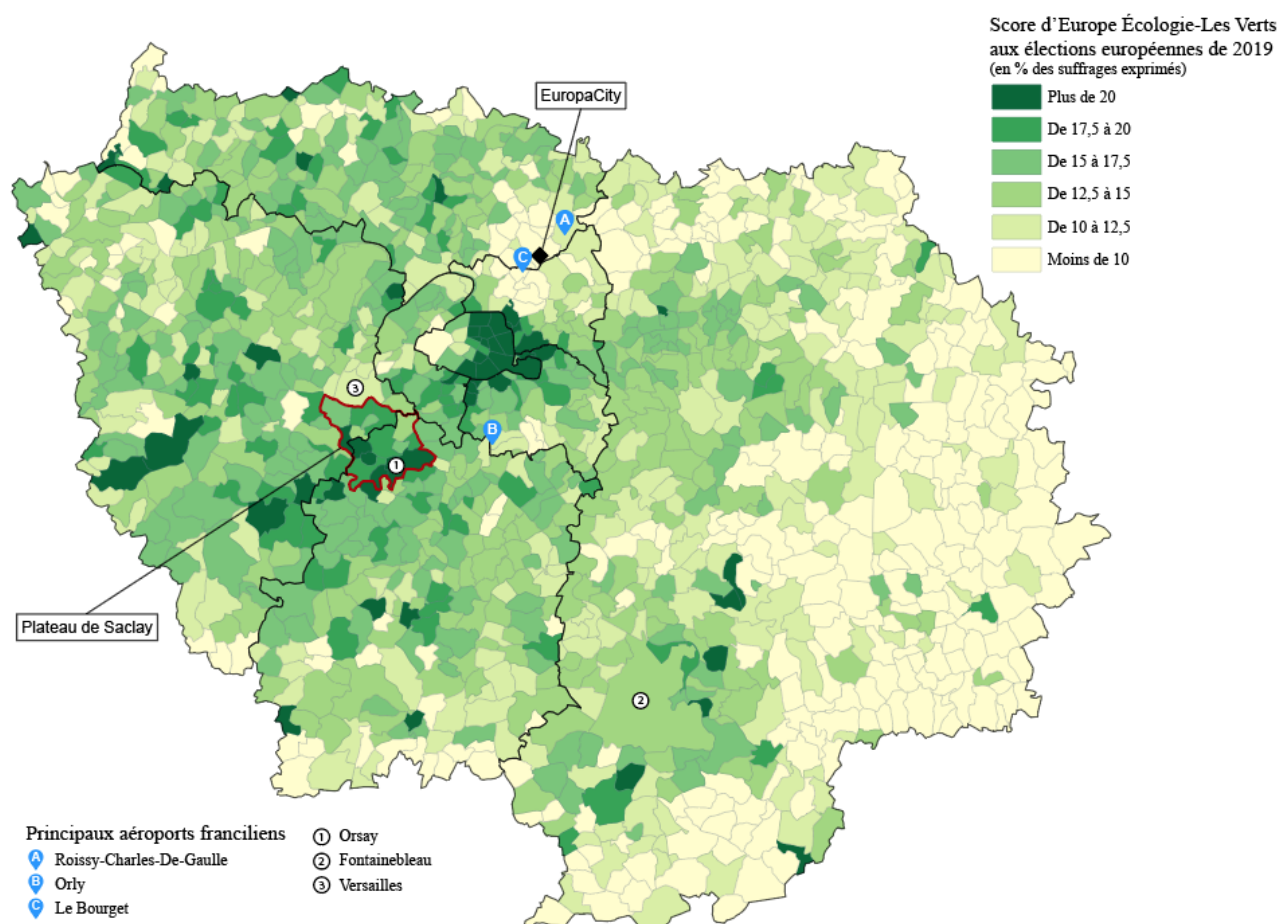 Score d'Europe Écologie-Les Verts
aux élections européennes de 2019
(en % des suffrages exprimés)
Plus de 20
De 17,5 à 20
De 15 à 17,5
De 12,5 à 15
De 10 à 12,5
Moins de 10
EuropaCity
A
C
3
B
1
Plateau de Saclay
2
Principaux aéroports franciliens
A Roissy-Charles-De-Gaulle
B Orly
C Le Bourget
1 Orsay
2 Fontainebleau
3 Versailles